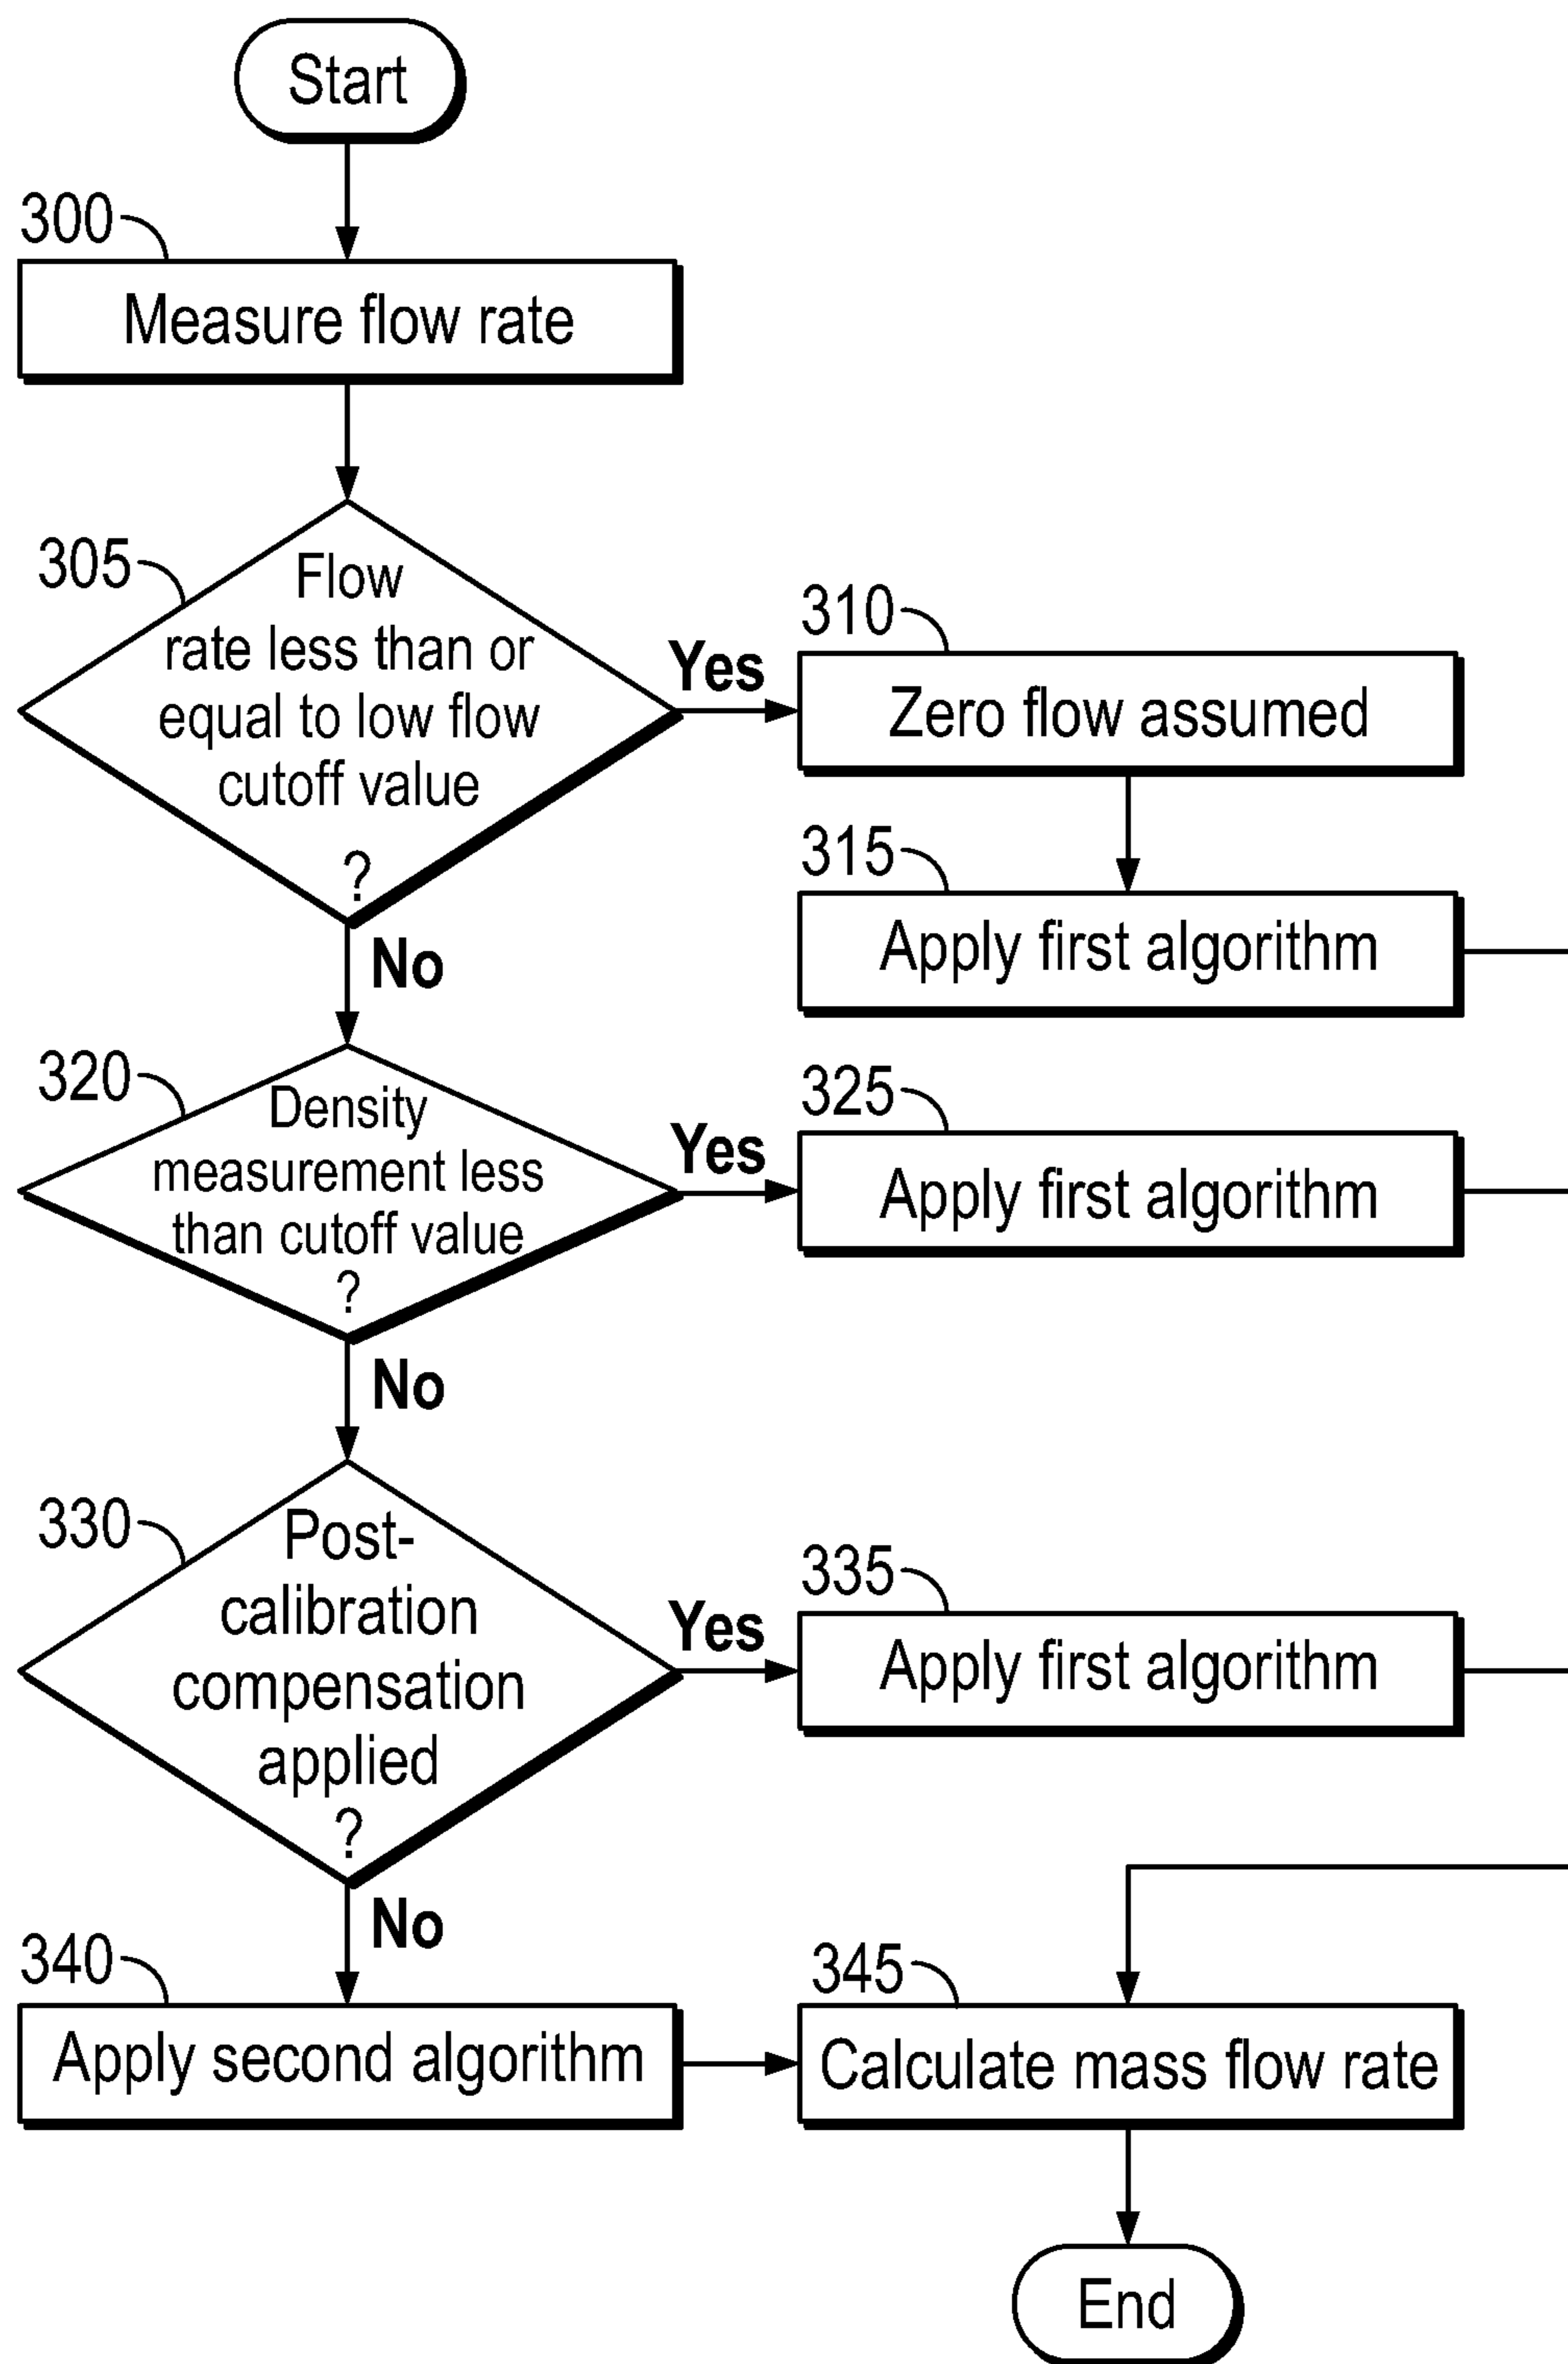 Start
300
Measure flow rate
305
Flow
rate less than or
equal to low flow
cutoff value
?
Yes
310
Zero flow assumed
315
Apply first algorithm
No
320
Density
measurement less
than cutoff value
?
Yes
325
Apply first algorithm
No
330
Post-
calibration
compensation
applied
?
Yes
335
Apply first algorithm
No
340
Apply second algorithm
345
Calculate mass flow rate
End